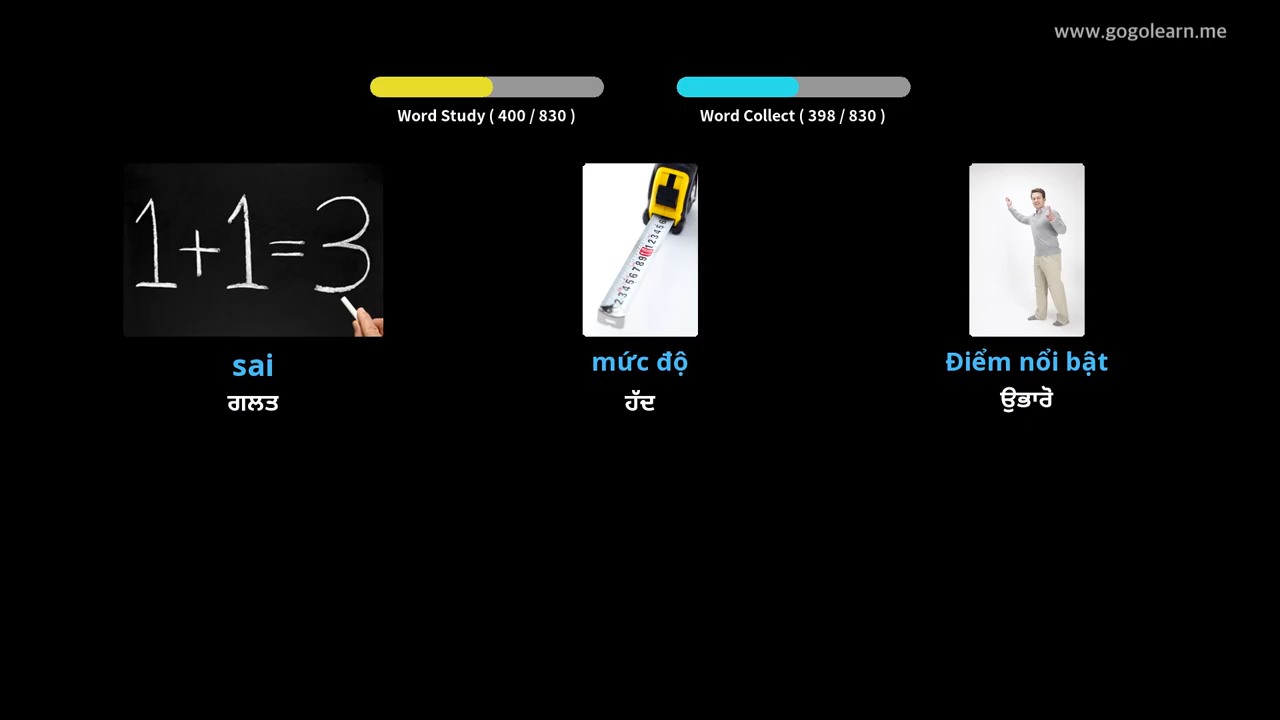 www.gogolearn.me
Word Study ( 400 / 830 )
Word Collect ( 398 / 830 )
1+1=3
sai
mức độ
Điểm nổi bật
ਗਲਤ
ਹੱਦ
ਉਭਾਰੋ